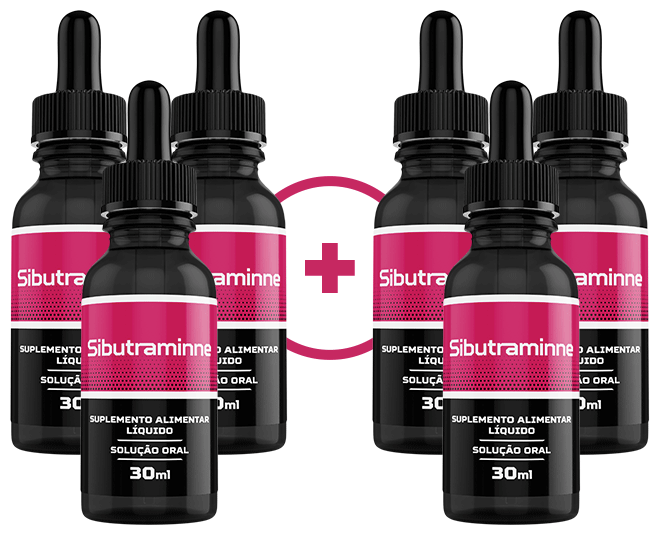 Sibutraminne
SUPLEMENTO ALIMENTAR
LÍQUIDO
SOLUÇÃO ORAL
30ml
+
Sibutraminne
SUPLEMENTO ALIMENTAR
LÍQUIDO
SOLUÇÃO ORAL
30ml